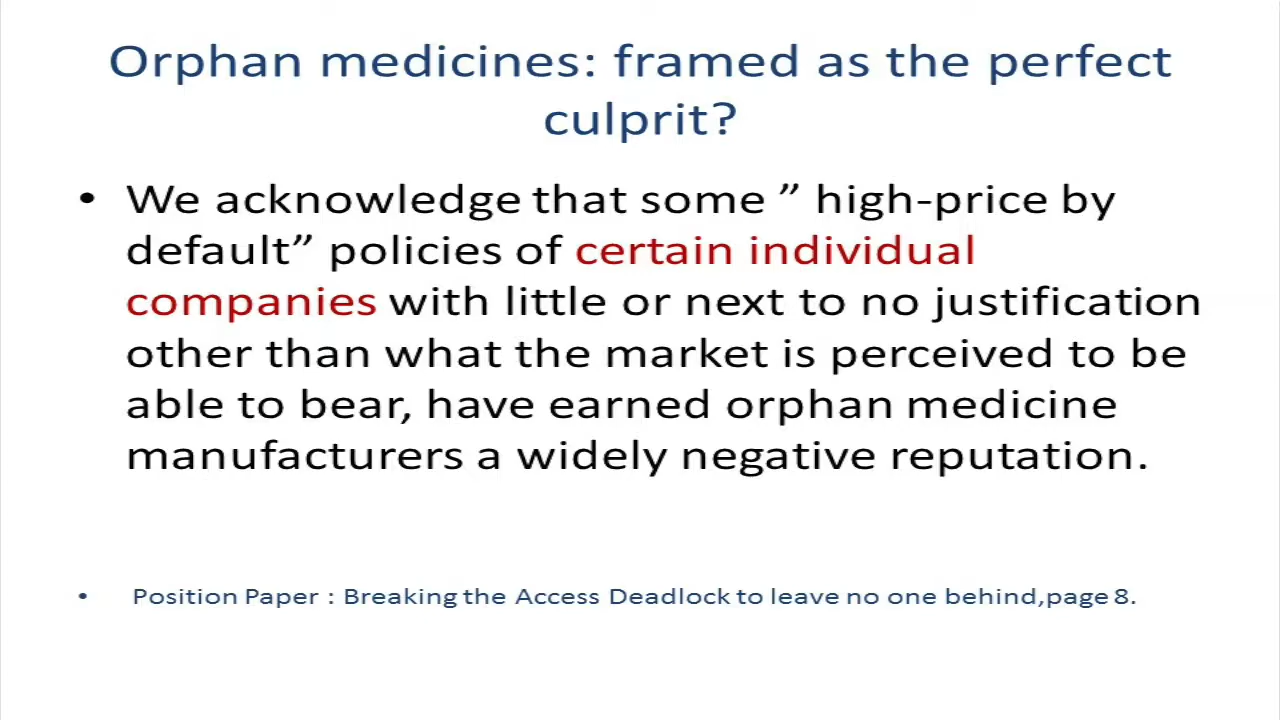 Orphan medicines: framed as the perfect
culprit?
• We acknowledge that some ” high-price by
default” policies of certain individual
companies with little or next to no justification
other than what the market is perceived to be
able to bear, have earned orphan medicine
manufacturers a widely negative reputation.
• Position Paper : Breaking the Access Deadlock to leave no one behind,page 8.